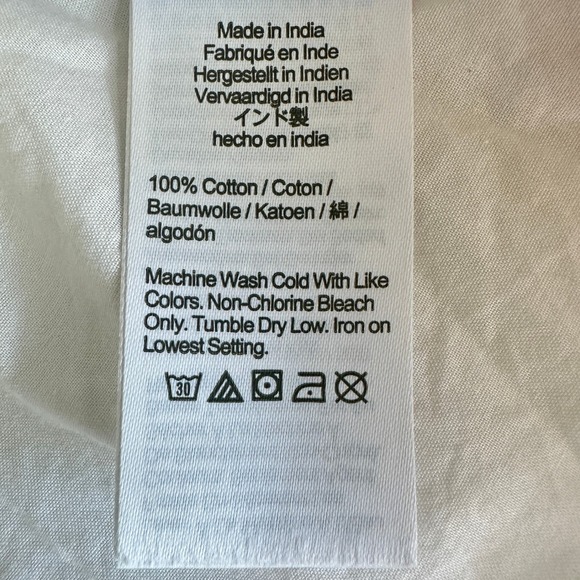 Made in India
Fabriqué en Inde
Hergestellt in Indien
Vervaardigd in India
インド製
hecho en india
100% Cotton / Coton /
Baumwolle / Katoen / 綿 /
algodón
Machine Wash Cold With Like
Colors. Non-Chlorine Bleach
Only. Tumble Dry Low. Iron on
Lowest Setting.
30